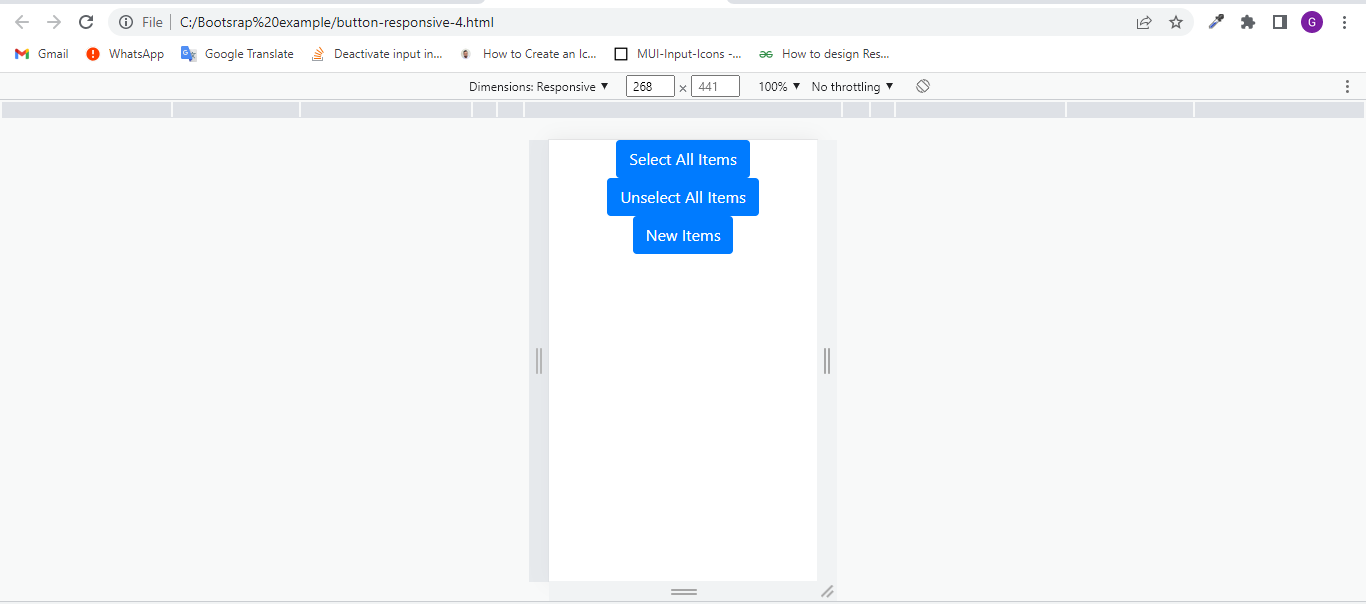 File C:/Bootsrap%20example/button-responsive-4.html G
Gmail WhatsApp Google Translate Deactivate input in... How to Create an Ic... MUI-Input-Icons -... How to design Res...
Dimensions: Responsive ▼ 268 × 441 100% ▼ No throttling ▼
Select All Items
Unselect All Items
New Items